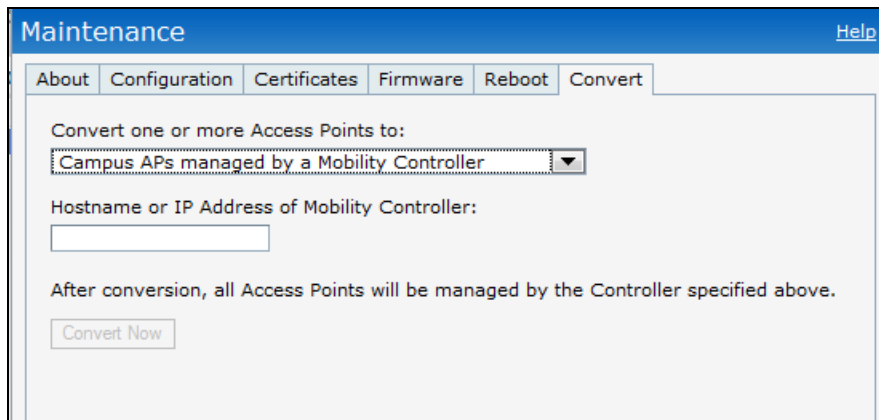 Maintenance Help
About Configuration Certificates Firmware Reboot Convert
Convert one or more Access Points to:
Campus APs managed by a Mobility Controller
Hostname or IP Address of Mobility Controller:
After conversion, all Access Points will be managed by the Controller specified above.
Convert Now